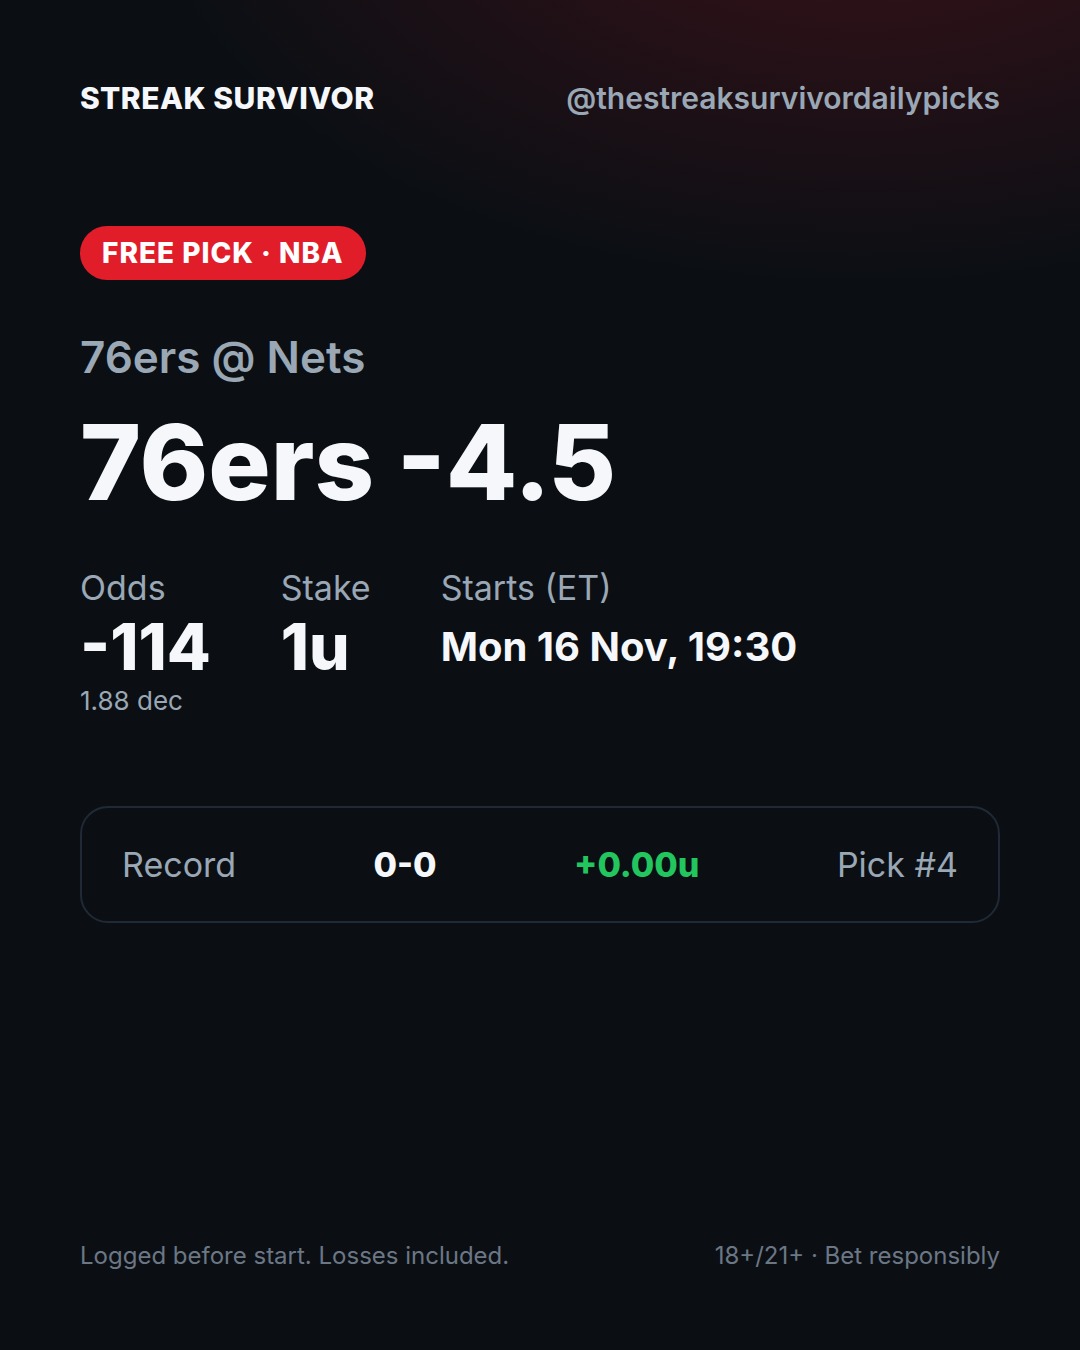 STREAK SURVIVOR @thestreaksurvivordailypicks
FREE PICK · NBA
76ers @ Nets
76ers -4.5
Odds Stake Starts (ET)
-114 1u Mon 16 Nov, 19:30
1.88 dec
Record 0-0 +0.00u Pick #4
Logged before start. Losses included. 18+/21+ · Bet responsibly